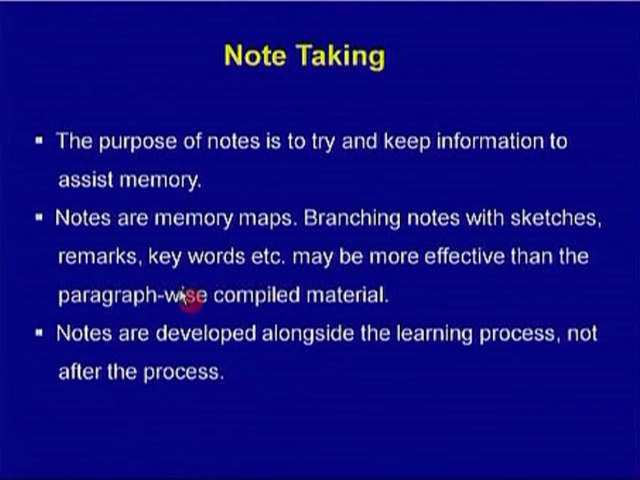 Note Taking
▪ The purpose of notes is to try and keep information to
assist memory.
▪ Notes are memory maps. Branching notes with sketches,
remarks, key words etc. may be more effective than the
paragraph-wise compiled material.
▪ Notes are developed alongside the learning process, not
after the process.